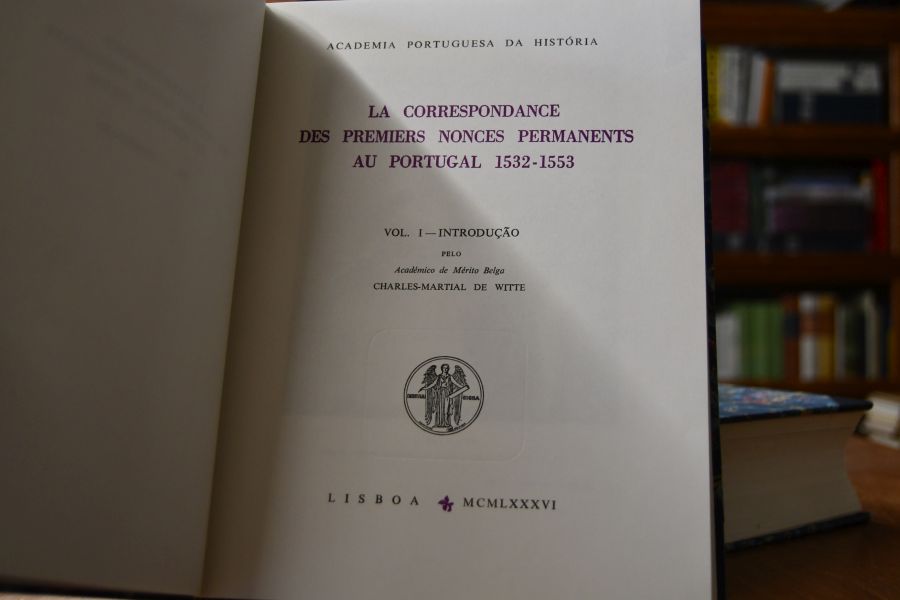 ACADEMIA PORTUGUESA DA HISTÓRIA
LA CORRESPONDANCE
DES PREMIERS NONCES PERMANENTS
AU PORTUGAL 1532-1553
VOL. I — INTRODUÇÃO
PELO
Académico de Mérito Belga
CHARLES-MARTIAL DE WITTE
LISBOA MCMLXXXVI